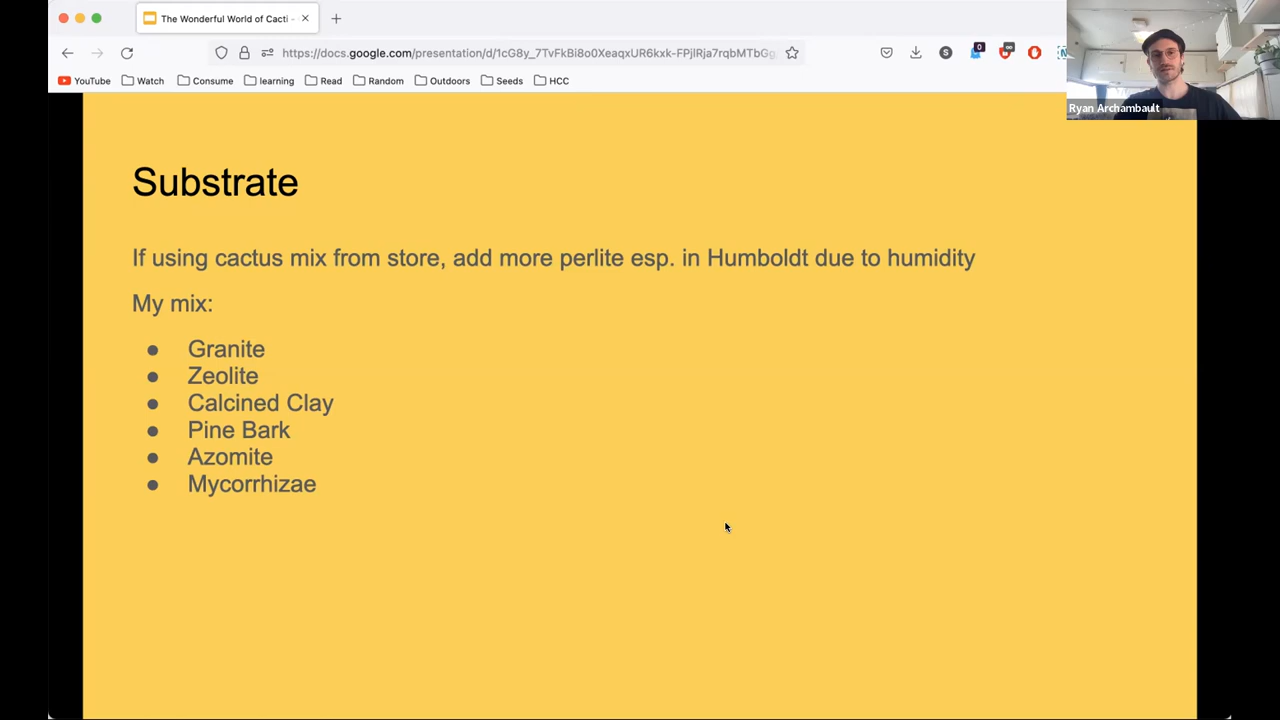 The Wonderful World of Cacti -
https://docs.google.com/presentation/d/1cG8y_7TvFkBi8o0XeaqxUR6kxk-FPjlRja7rqbMTbGg
YouTube Watch Consume learning Read Random Outdoors Seeds HCC
Ryan Archambault
Substrate
If using cactus mix from store, add more perlite esp. in Humboldt due to humidity
My mix:
● Granite
● Zeolite
● Calcined Clay
● Pine Bark
● Azomite
● Mycorrhizae